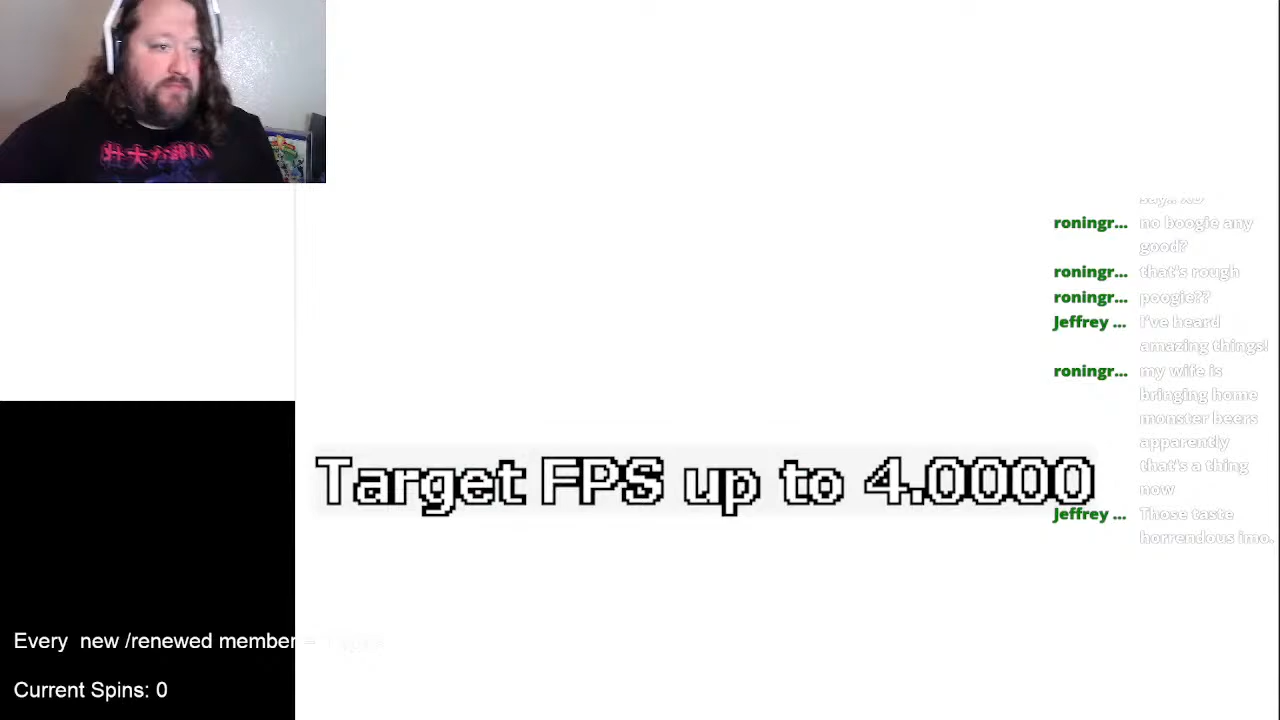 roningr... no boogie any
good?
roningr... that's rough
roningr... poogie??
Jeffrey ... I've heard
amazing things!
roningr... my wife is
bringing home
monster beers
apparently
that's a thing
now
Target FPS up to 4.0000
Jeffrey ... Those taste
horrendous imo.
Every new /renewed member
Current Spins: 0